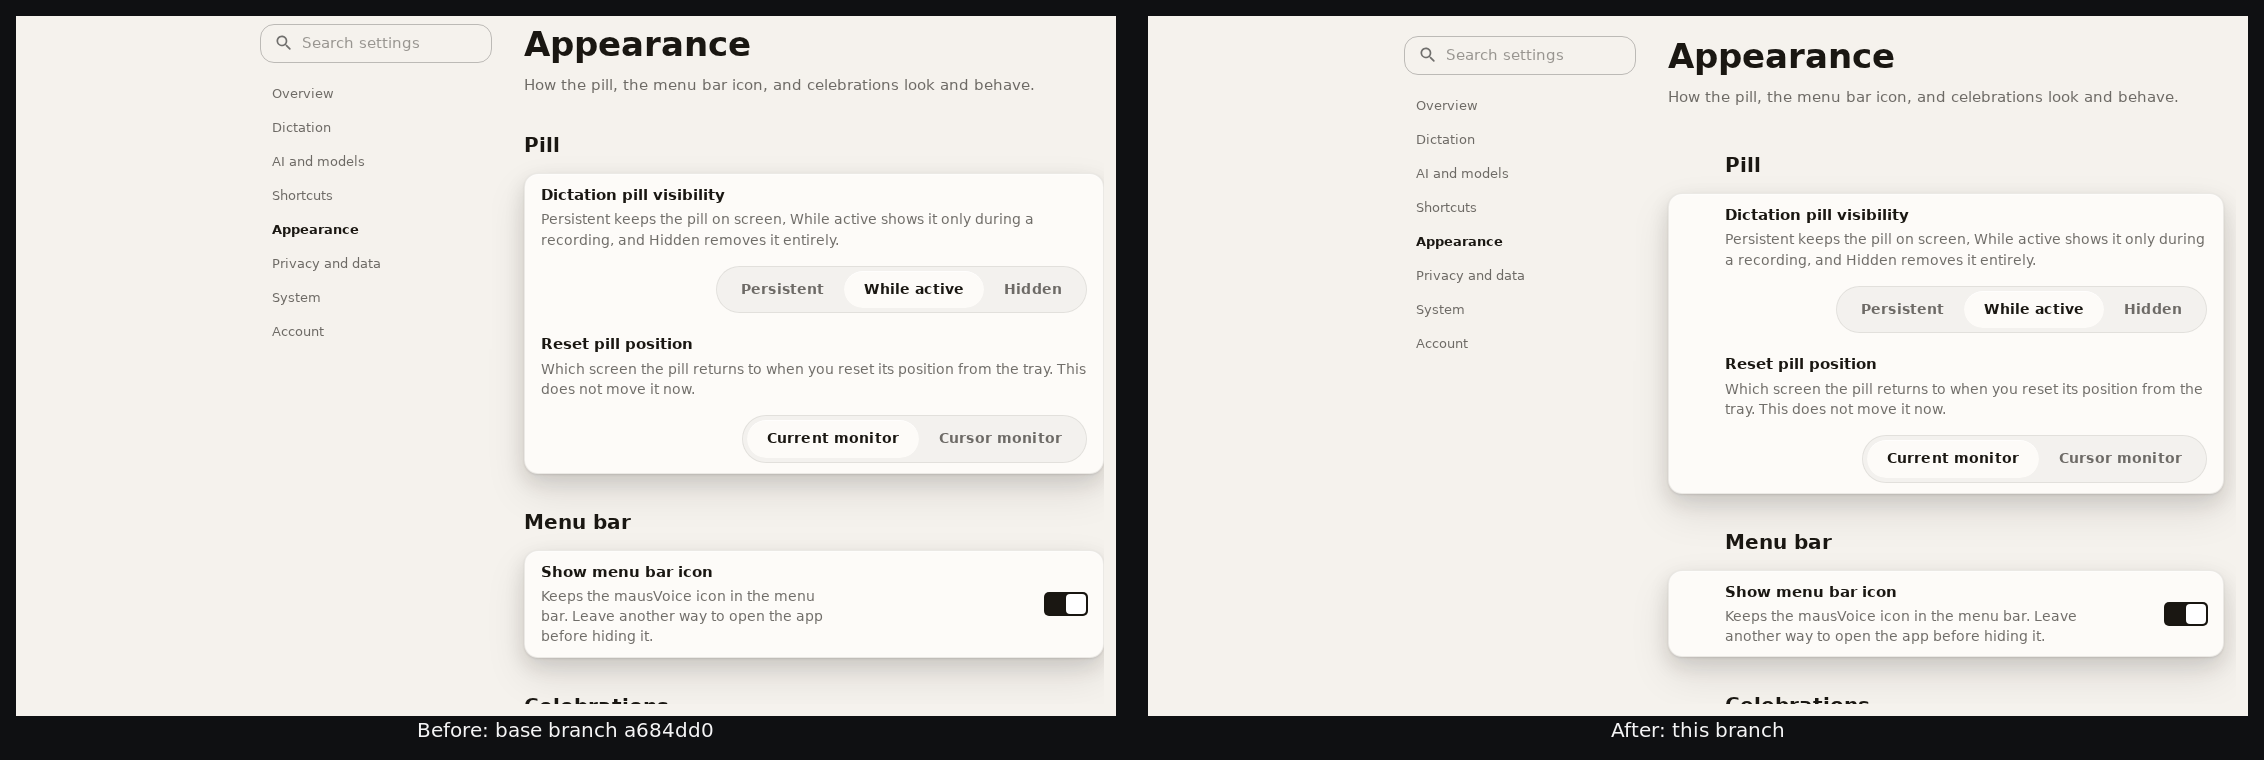 Search settings
Overview
Dictation
AI and models
Shortcuts
Appearance
Privacy and data
System
Account
Appearance
How the pill, the menu bar icon, and celebrations look and behave.
Pill
Dictation pill visibility
Persistent keeps the pill on screen, While active shows it only during a
recording, and Hidden removes it entirely.
Persistent While active Hidden
Reset pill position
Which screen the pill returns to when you reset its position from the tray. This
does not move it now.
Current monitor Cursor monitor
Menu bar
Show menu bar icon
Keeps the mausVoice icon in the menu
bar. Leave another way to open the app
before hiding it.
Celebrations
Before: base branch a684dd0
Search settings
Overview
Dictation
AI and models
Shortcuts
Appearance
Privacy and data
System
Account
Appearance
How the pill, the menu bar icon, and celebrations look and behave.
Pill
Dictation pill visibility
Persistent keeps the pill on screen, While active shows it only during
a recording, and Hidden removes it entirely.
Persistent While active Hidden
Reset pill position
Which screen the pill returns to when you reset its position from the
tray. This does not move it now.
Current monitor Cursor monitor
Menu bar
Show menu bar icon
Keeps the mausVoice icon in the menu bar. Leave
another way to open the app before hiding it.
Celebrations
After: this branch